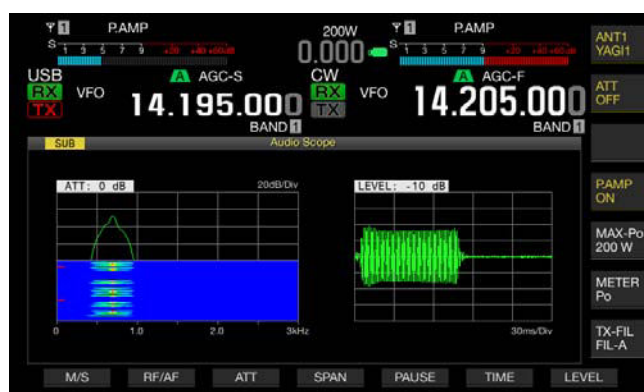 1 P.AMP 200W 1 P.AMP ANT1
YAGI1
S 1 3 5 7 9 +20 +40 +60dB 0.000 S 1 3 5 7 9 +20 +40 +60dB
USB A AGC-S CW A AGC-F ATT
OFF
RX VFO 14.195.000 RX VFO 14.205.000
TX TX
BAND 1 BAND 1
SUB Audio Scope
ATT: 0 dB 20dB/Div LEVEL: -10 dB P.AMP
ON
MAX-Po
200 W
METER
Po
0 1.0 2.0 3kHz 30ms/Div TX-FIL
FIL-A
M/S RF/AF ATT SPAN PAUSE TIME LEVEL